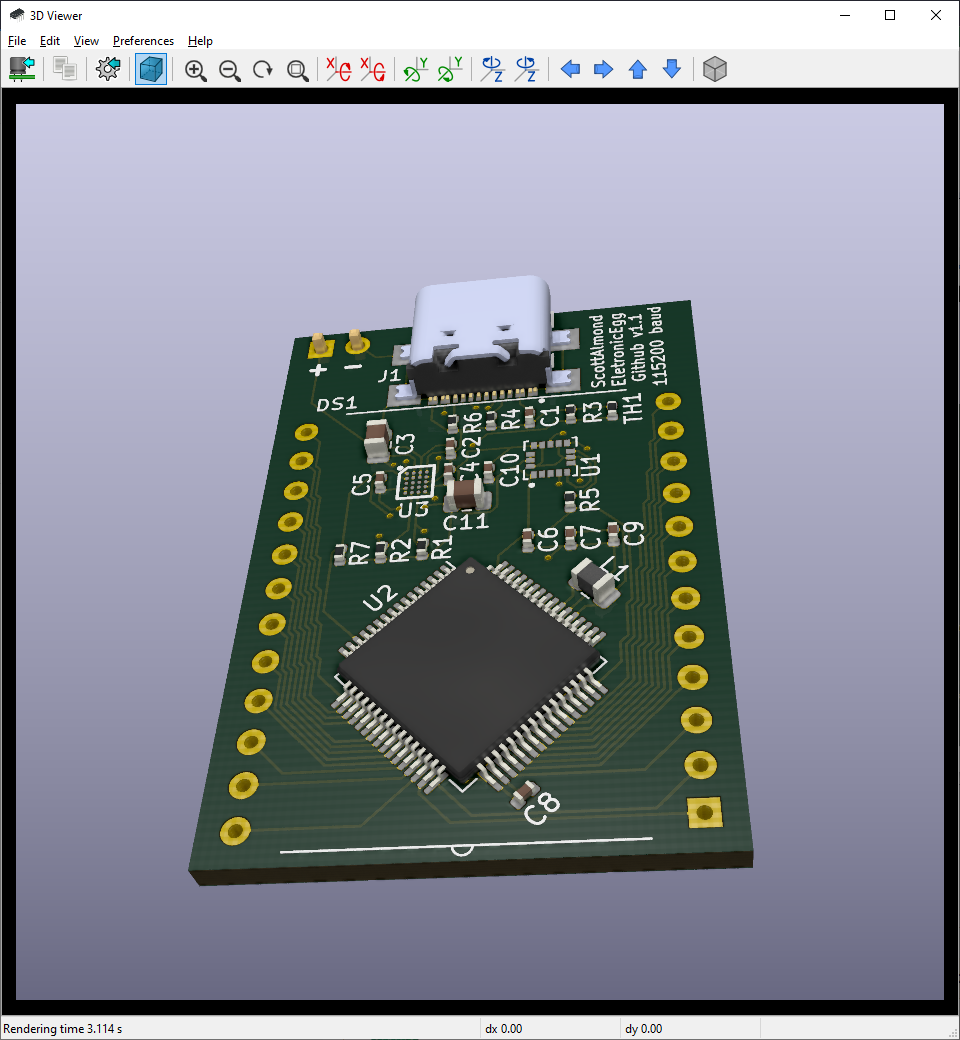 3D Viewer
File Edit View Preferences Help
X X Y Y Z Z
ScottAlmond
EletronicEgg
Github v1.1
115200 baud
+ −
J1
DS1
TH1
R3
C1
R4
R6
C2
C3
C4
C10
U1
C5
U3
C11
R5
R7
R2
R1
C6
C7
C9
L1
U2
C8
Rendering time 3.114 s
dx 0.00
dy 0.00